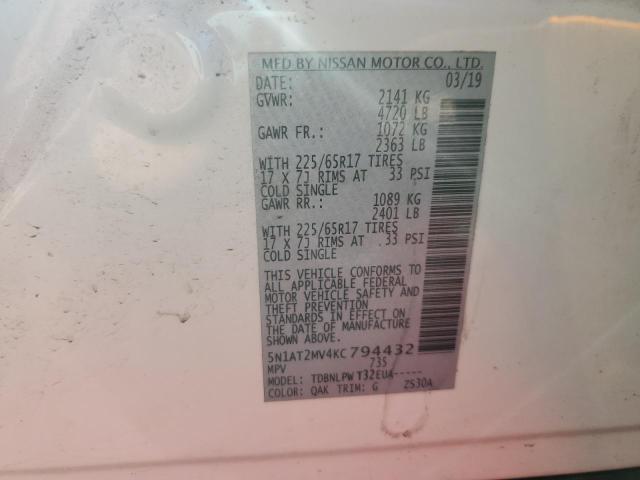 MFD BY NISSAN MOTOR CO., LTD.
DATE: 03/19
GVWR: 2141 KG
4720 LB
GAWR FR.: 1072 KG
2363 LB
WITH 225/65R17 TIRES
17 X 7J RIMS AT 33 PSI
COLD SINGLE
GAWR RR.: 1089 KG
2401 LB
WITH 225/65R17 TIRES
17 X 7J RIMS AT 33 PSI
COLD SINGLE
THIS VEHICLE CONFORMS TO
ALL APPLICABLE FEDERAL
MOTOR VEHICLE SAFETY AND
THEFT PREVENTION
STANDARDS IN EFFECT ON
THE DATE OF MANUFACTURE
SHOWN ABOVE.
5N1AT2MV4KC794432
MPV 735
MODEL: TDBNLPW T32EUA-----
COLOR: QAK TRIM: G 2S30A